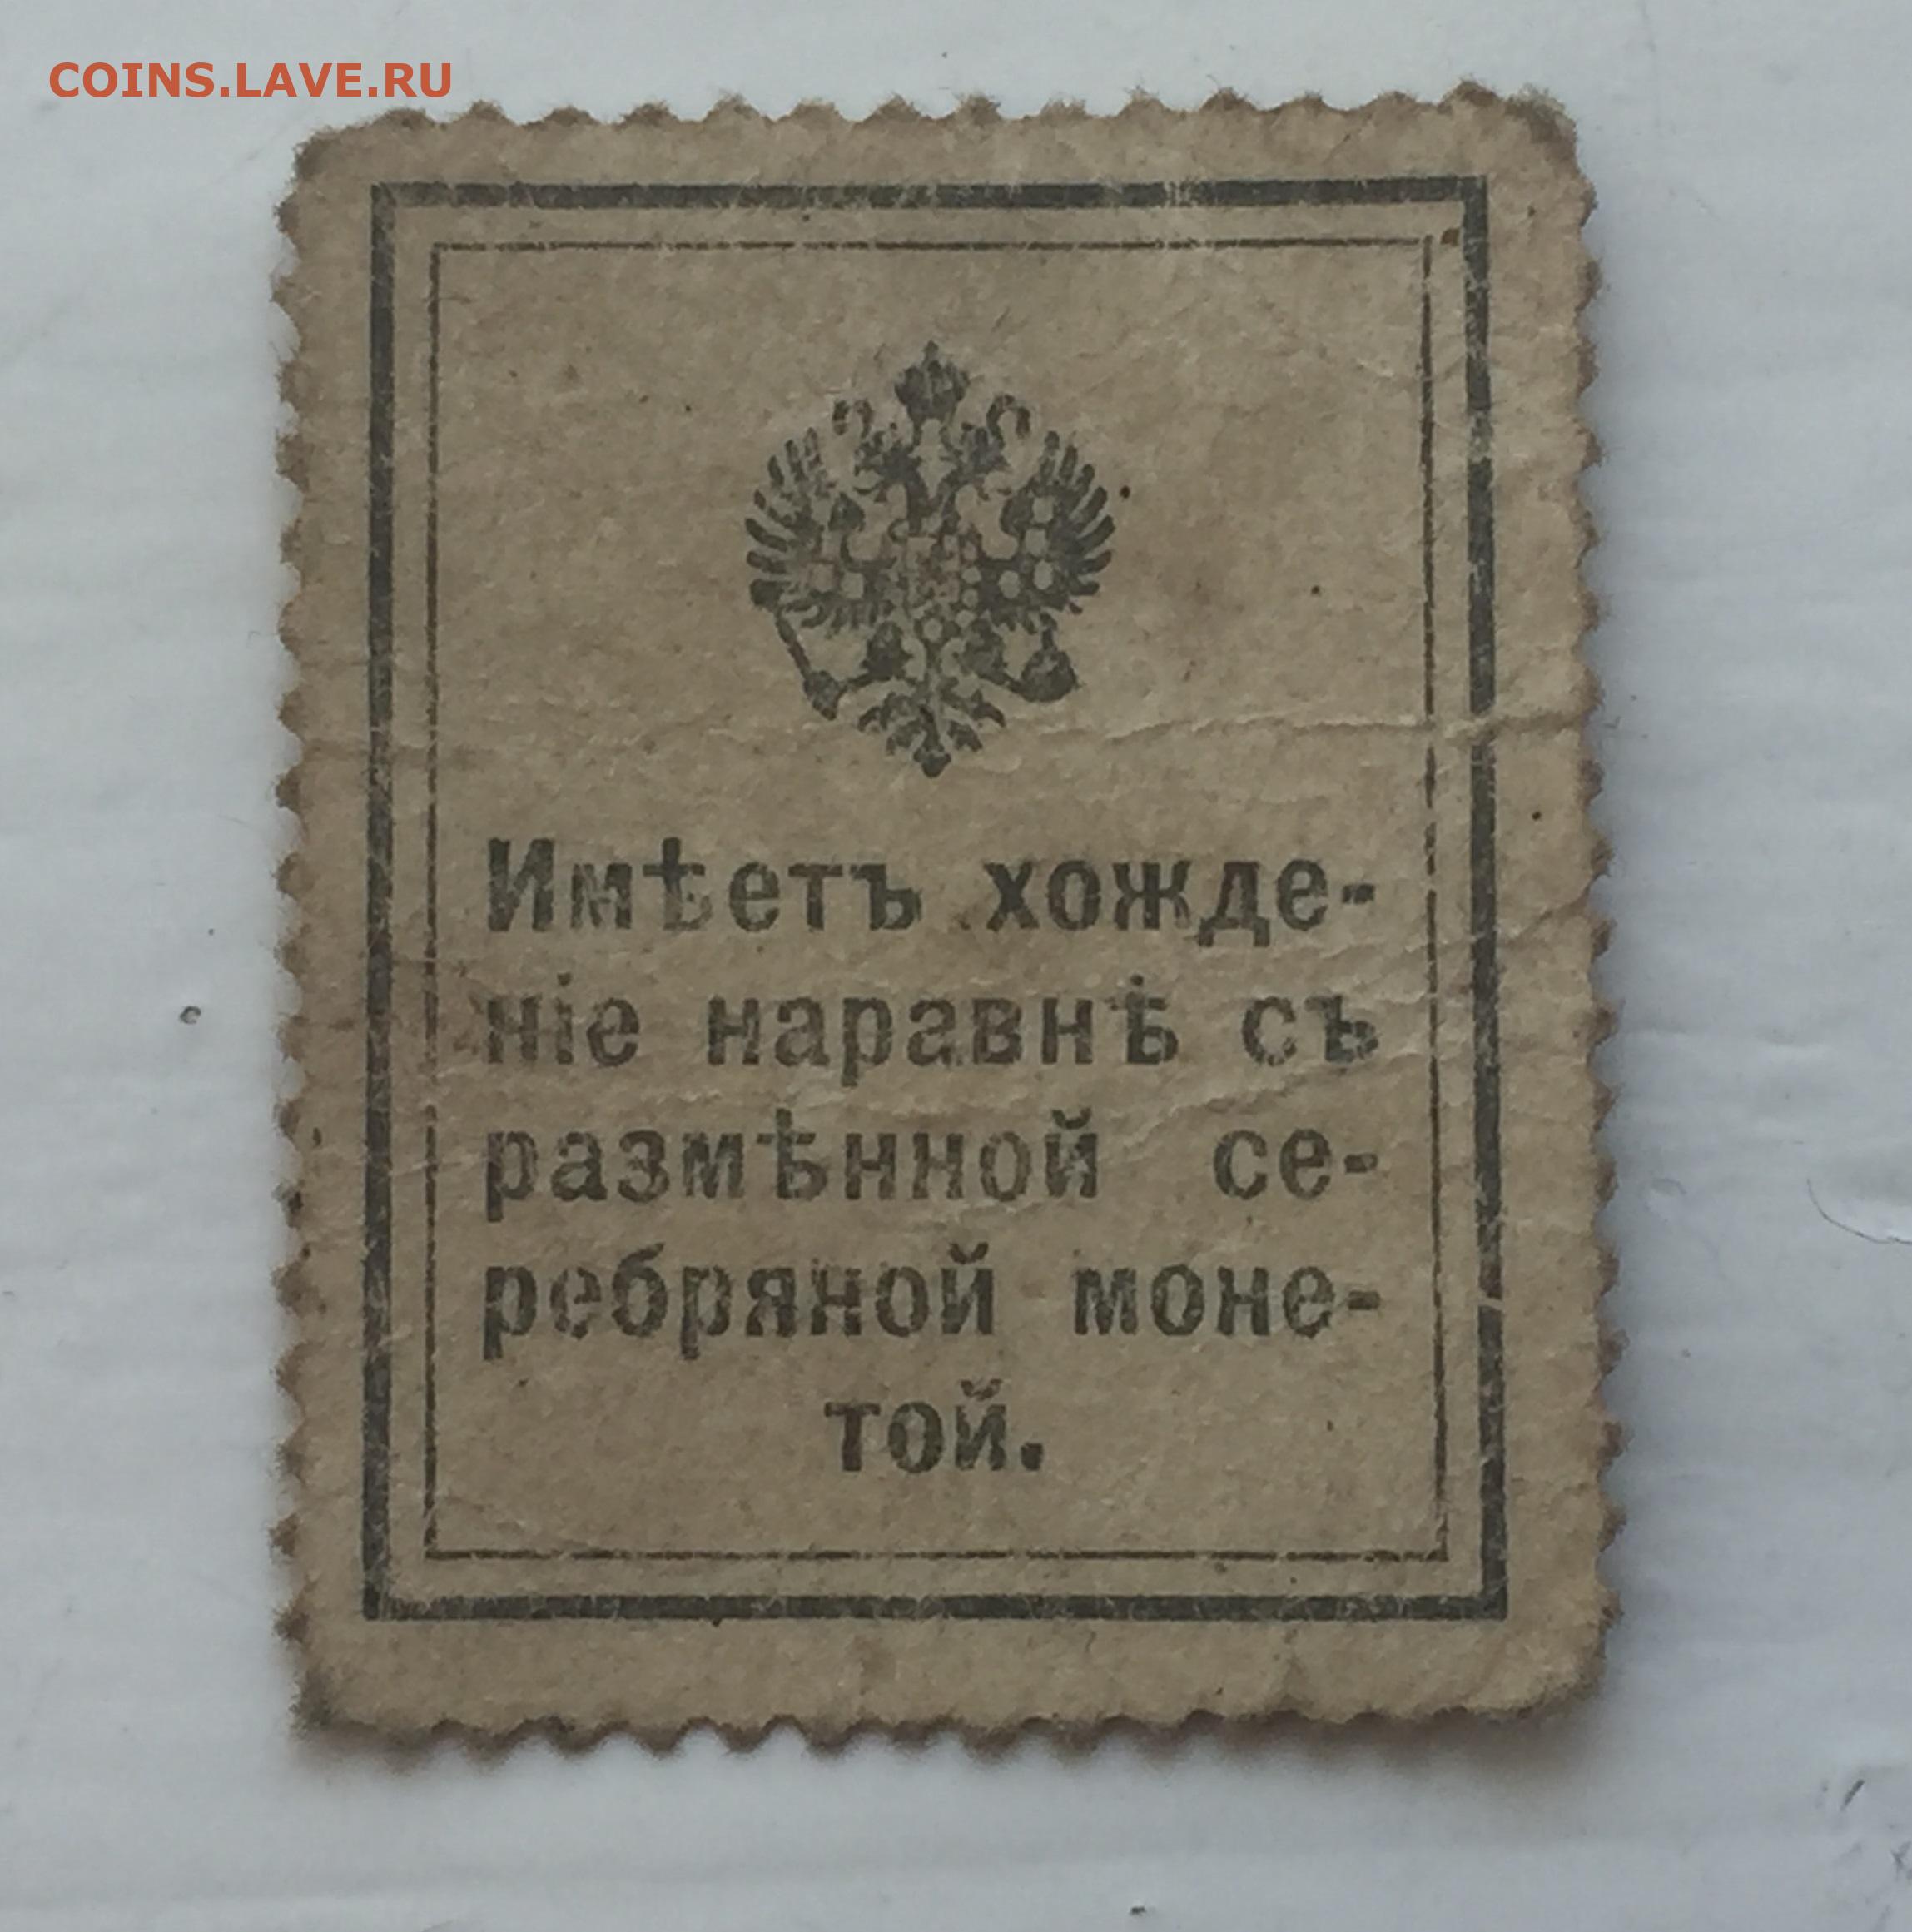 COINS.LAVE.RU
Имѣетъ хожде-
ніе наравнѣ съ
размѣнной се-
ребряной моне-
той.